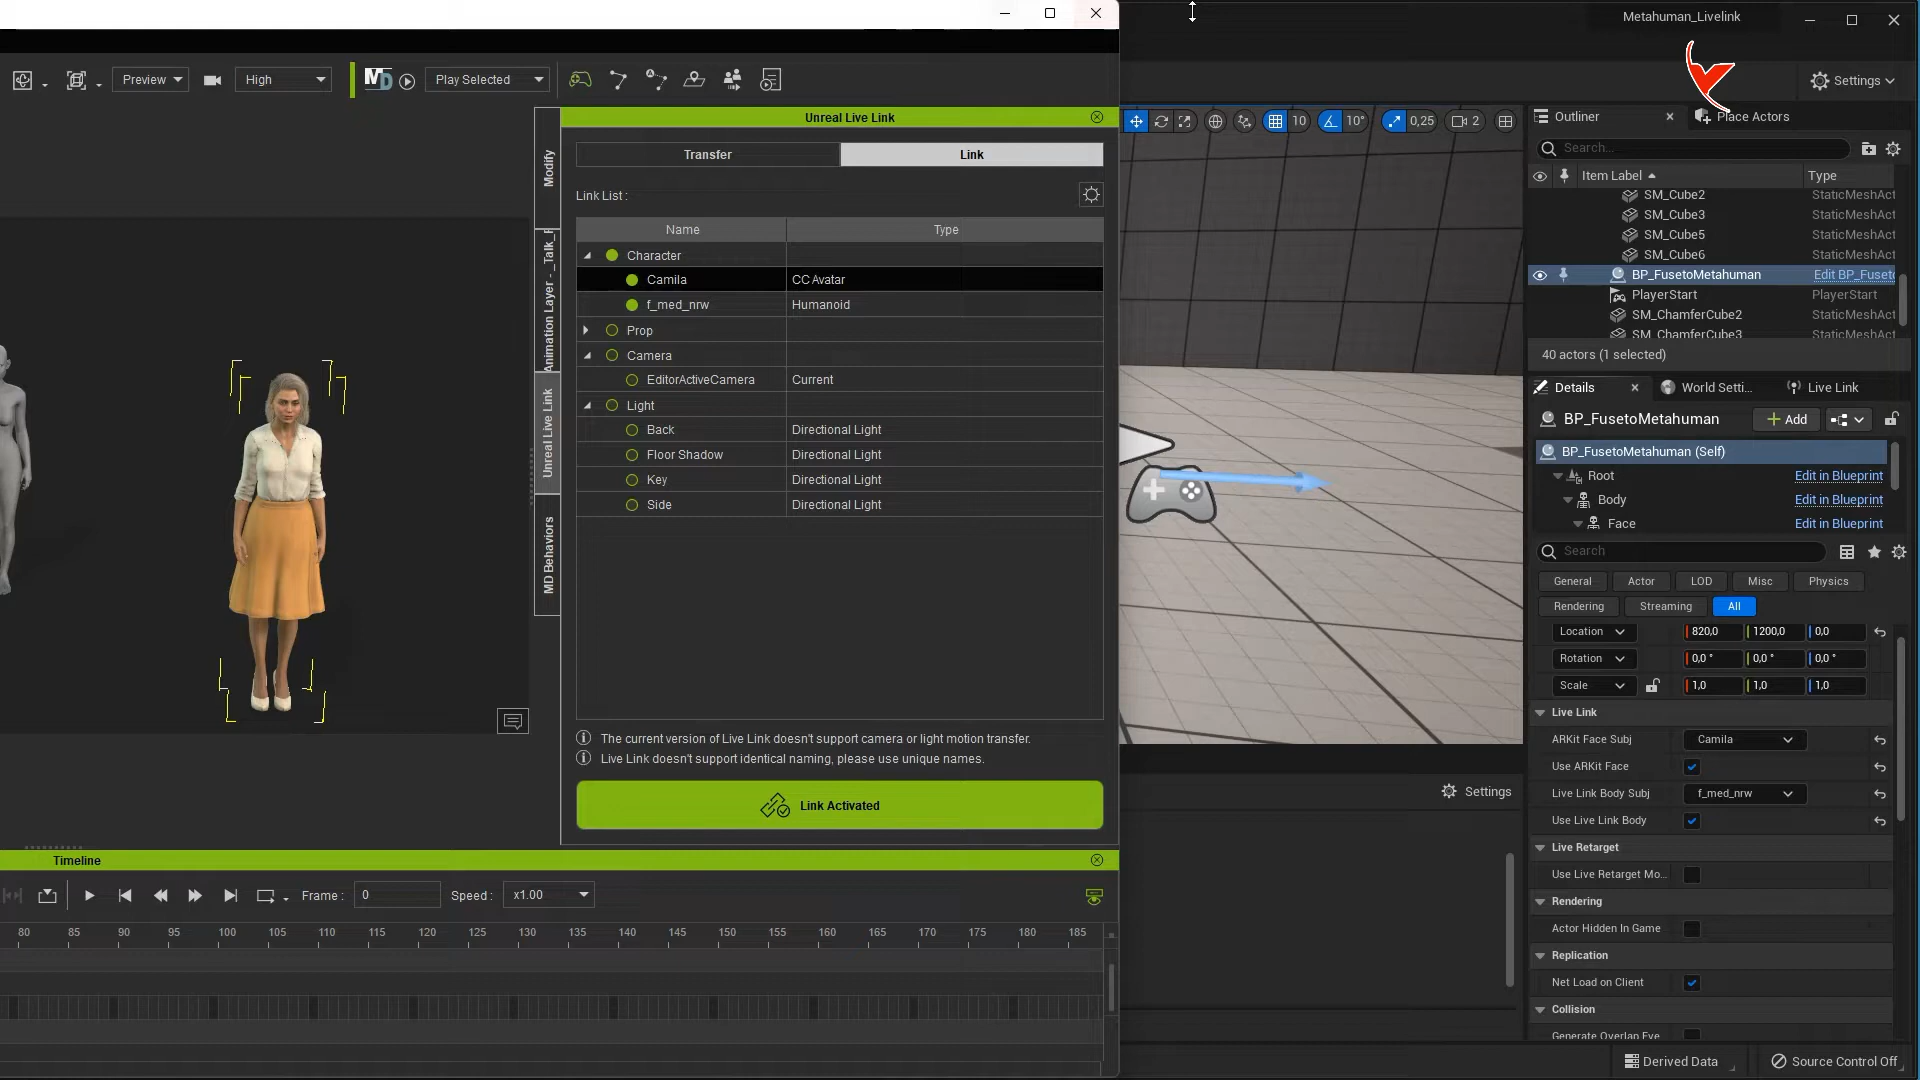 Metahuman_Livelink
Preview
High
MD
Play Selected
Settings
Unreal Live Link
10
10°
0,25
2
Outliner
Place Actors
Transfer
Link
Search...
Modify
Item Label
Type
Link List :
SM_Cube2
StaticMeshAct
SM_Cube3
StaticMeshAct
Name
Type
SM_Cube5
StaticMeshAct
Character
SM_Cube6
StaticMeshAct
Camila
CC Avatar
BP_FusetoMetahuman
Edit BP_Fuset
f_med_nrw
Humanoid
PlayerStart
PlayerStart
Animation Layer - _Talk_F
SM_ChamferCube2
StaticMeshAct
Prop
SM_ChamferCube3
StaticMeshAct
Camera
40 actors (1 selected)
EditorActiveCamera
Current
Details
World Setti...
Live Link
Light
BP_FusetoMetahuman
Add
Back
Directional Light
Unreal Live Link
BP_FusetoMetahuman (Self)
Floor Shadow
Directional Light
Root
Edit in Blueprint
Key
Directional Light
Body
Edit in Blueprint
Side
Directional Light
Face
Edit in Blueprint
MD Behaviors
Search
General
Actor
LOD
Misc
Physics
Rendering
Streaming
All
Location
820,0
1200,0
0,0
Rotation
0,0 °
0,0 °
0,0 °
Scale
1,0
1,0
1,0
Live Link
The current version of Live Link doesn't support camera or light motion transfer.
ARKit Face Subj
Camila
Live Link doesn't support identical naming, please use unique names.
Use ARKit Face
Live Link Body Subj
f_med_nrw
Settings
Link Activated
Use Live Link Body
Live Retarget
Timeline
Use Live Retarget Mo...
Frame :
0
Speed :
x1.00
Rendering
Actor Hidden In Game
80 85 90 95 100 105 110 115 120 125 130 135 140 145 150 155 160 165 170 175 180 185
Replication
Net Load on Client
Collision
Generate Overlap Eve
Derived Data
Source Control Off